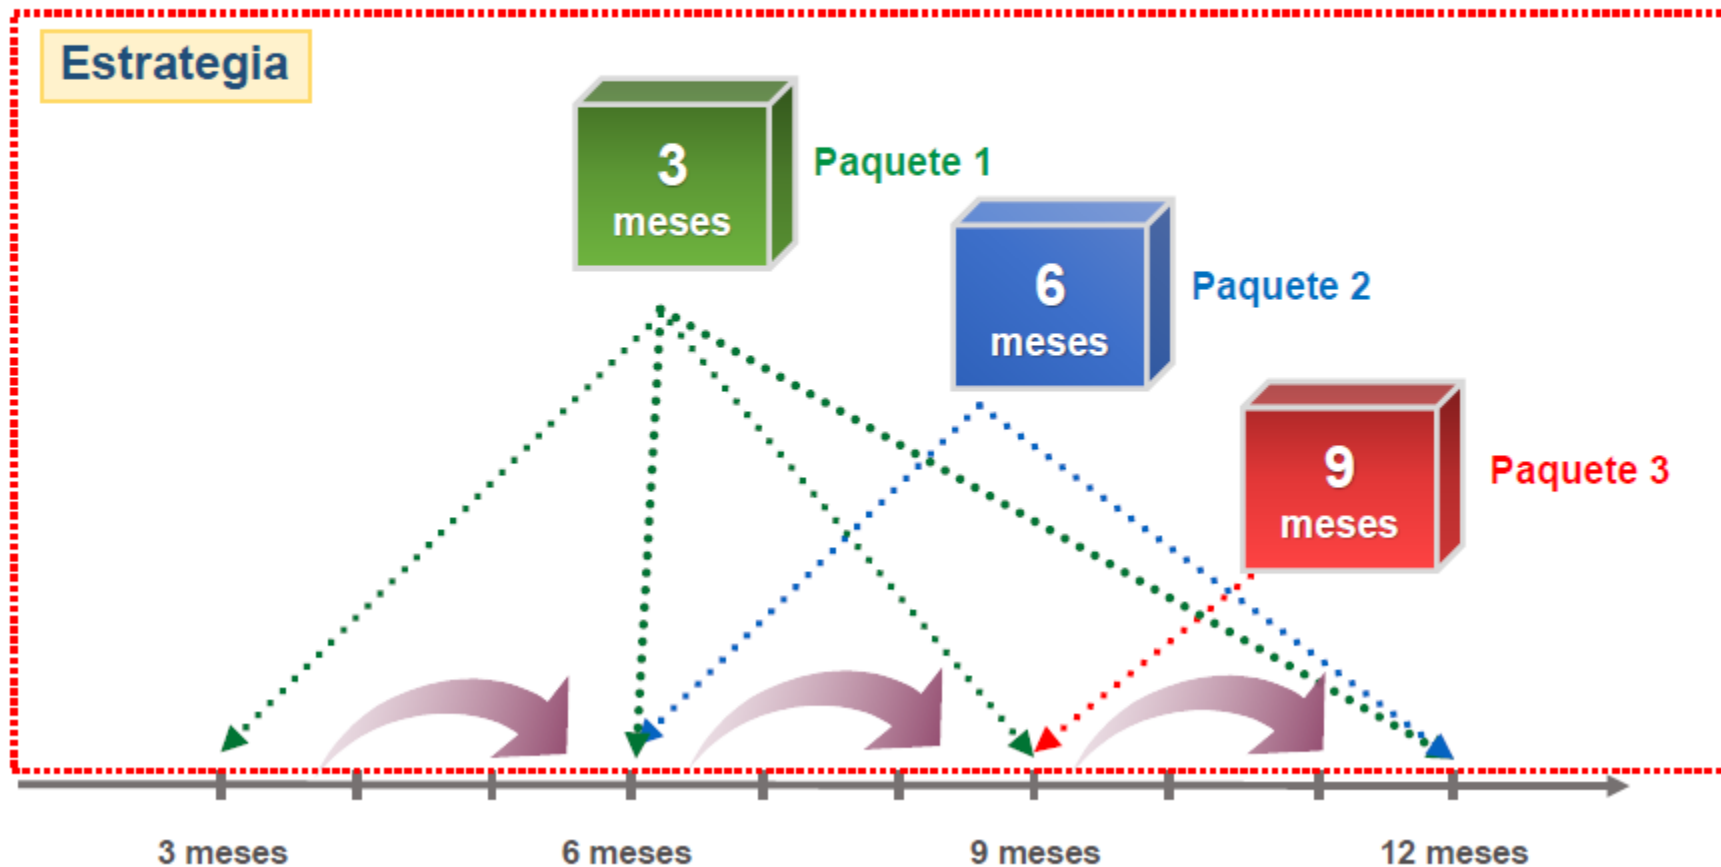 Estrategia
3
meses
Paquete 1
6
meses
Paquete 2
9
meses
Paquete 3
3 meses
6 meses
9 meses
12 meses